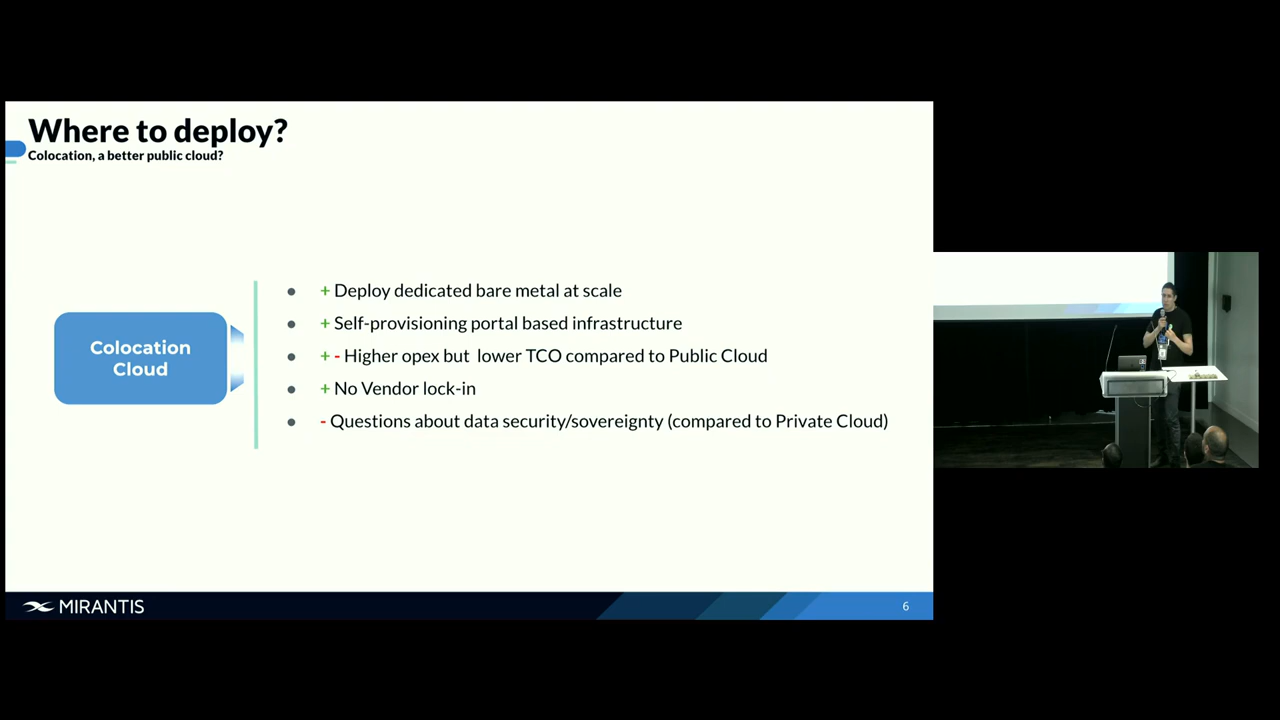 Where to deploy?
Colocation, a better public cloud?
Colocation
Cloud
+ Deploy dedicated bare metal at scale
+ Self-provisioning portal based infrastructure
+ - Higher opex but lower TCO compared to Public Cloud
+ No Vendor lock-in
- Questions about data security/sovereignty (compared to Private Cloud)
MIRANTIS
6